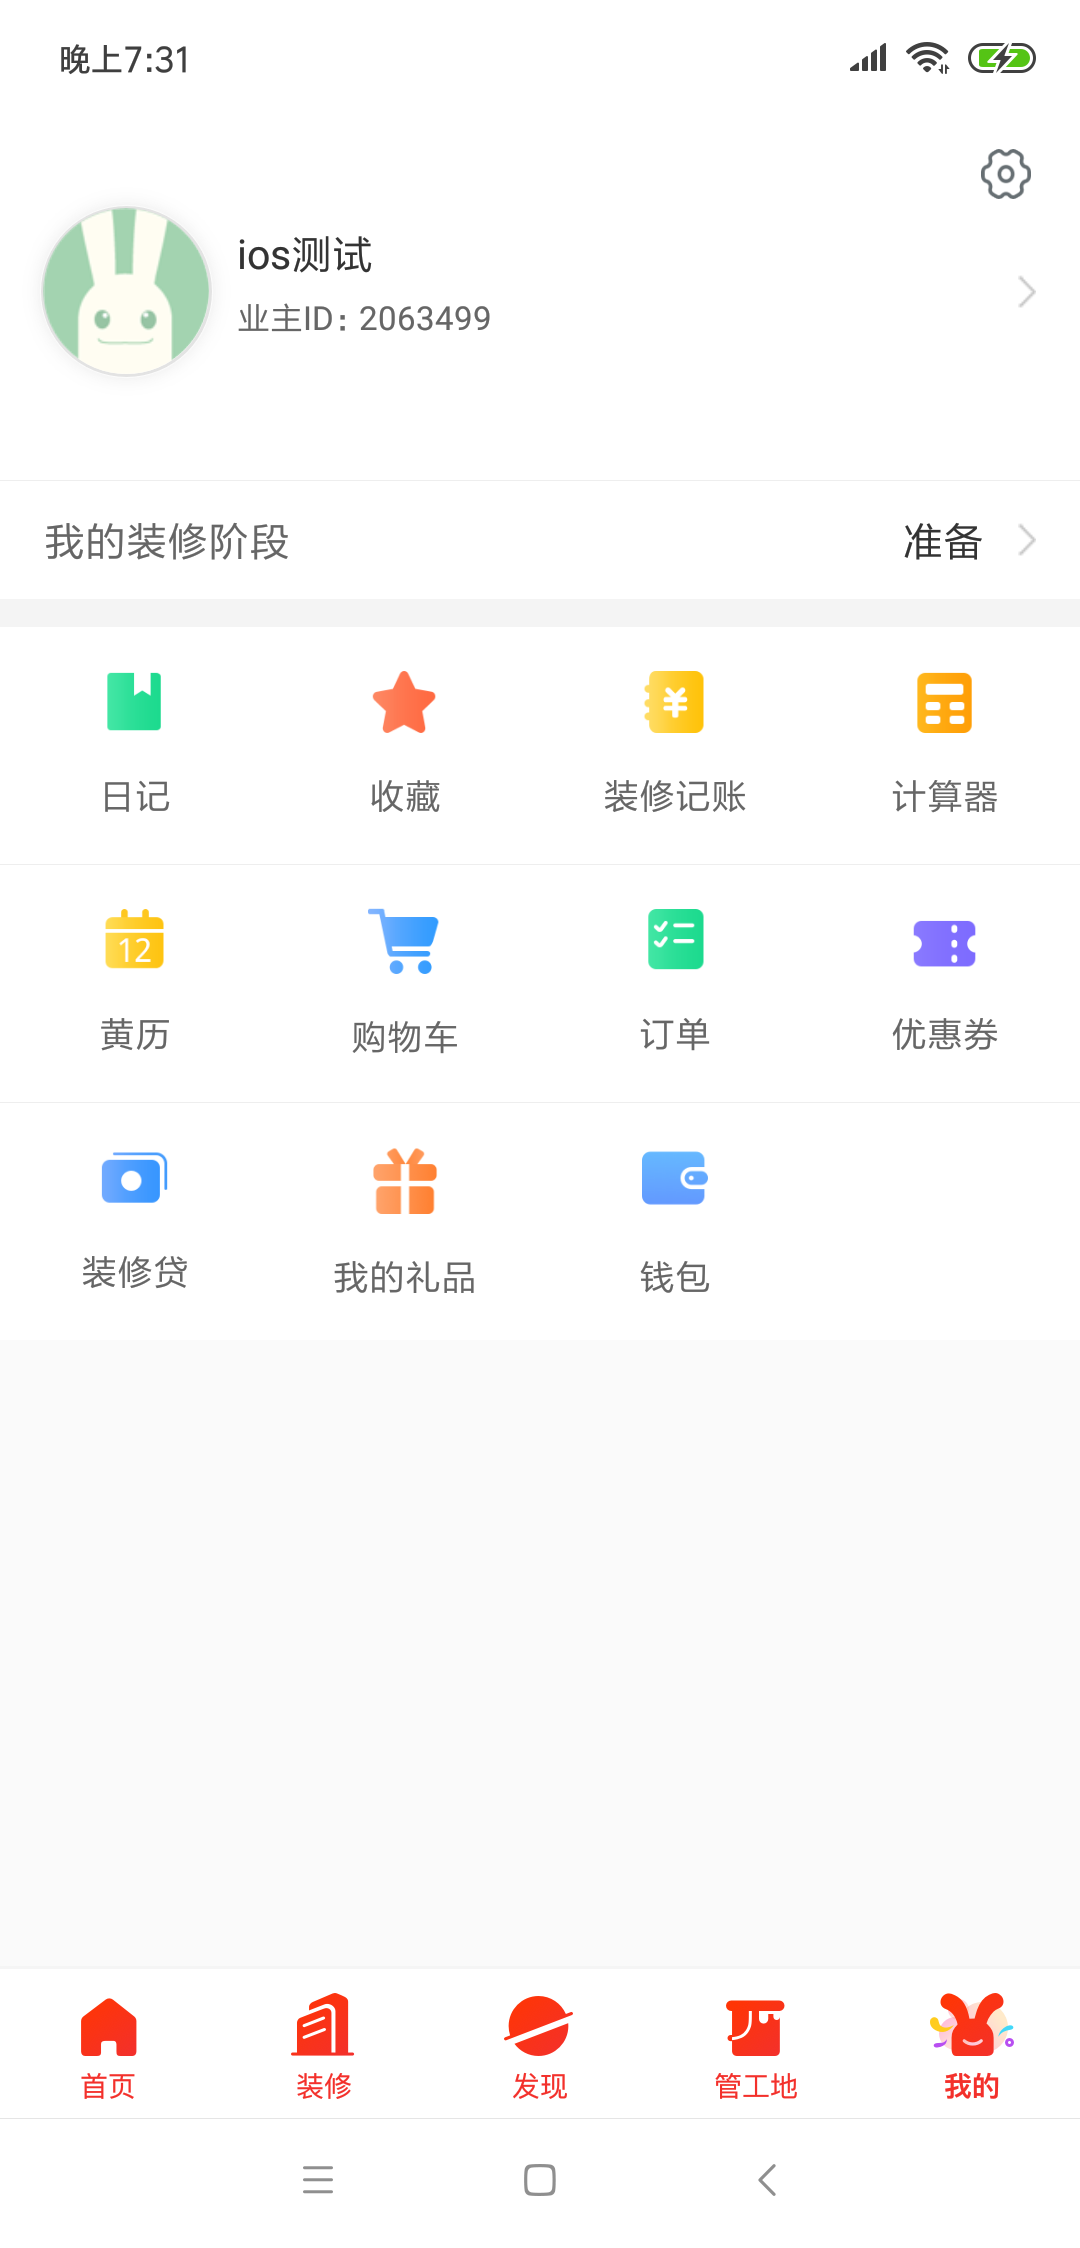 晚上7:31
ios测试
业主ID: 2063499
我的装修阶段 准备
日记 收藏 装修记账 计算器
12
黄历 购物车 订单 优惠券
装修贷 我的礼品 钱包
首页 装修 发现 管工地 我的